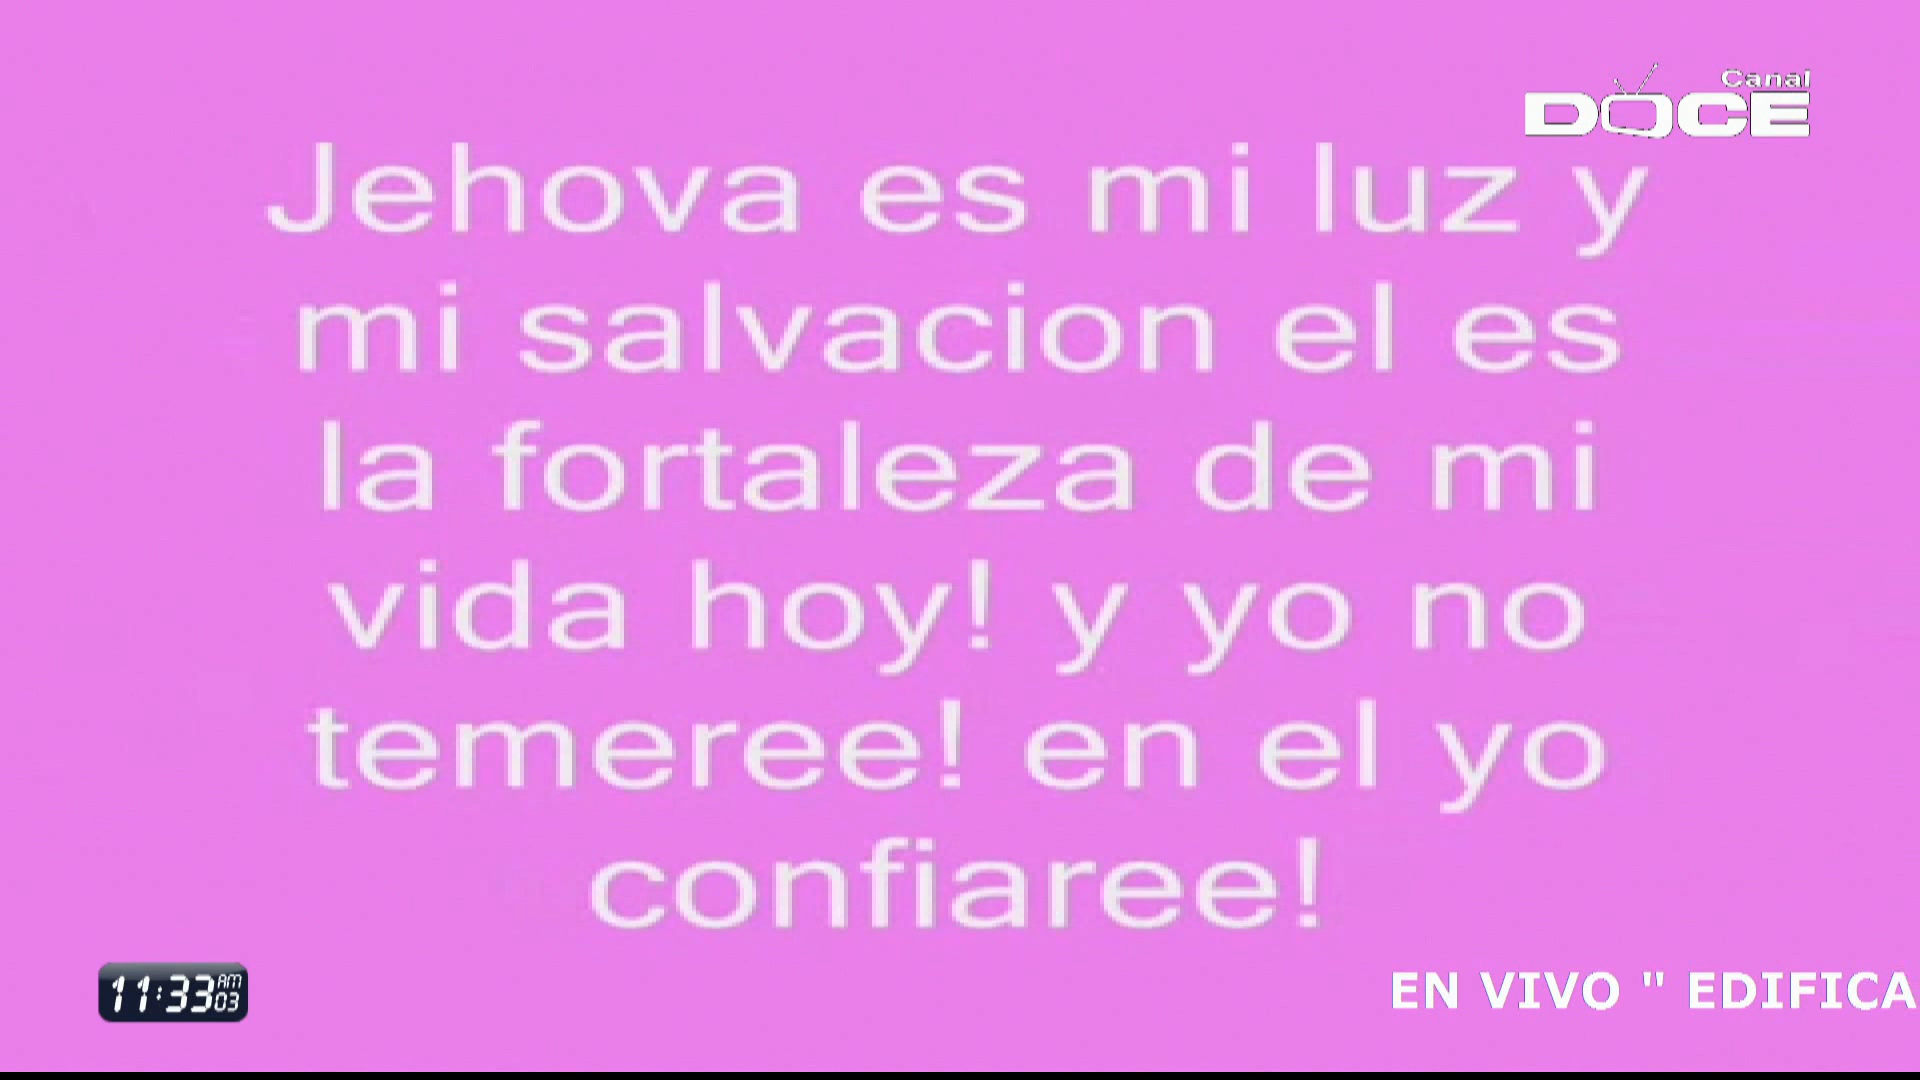 Canal
DOCE
Jehova es mi luz y
mi salvacion el es
la fortaleza de mi
vida hoy! y yo no
temeree! en el yo
confiaree!
11:33 AM 03
EN VIVO " EDIFICA